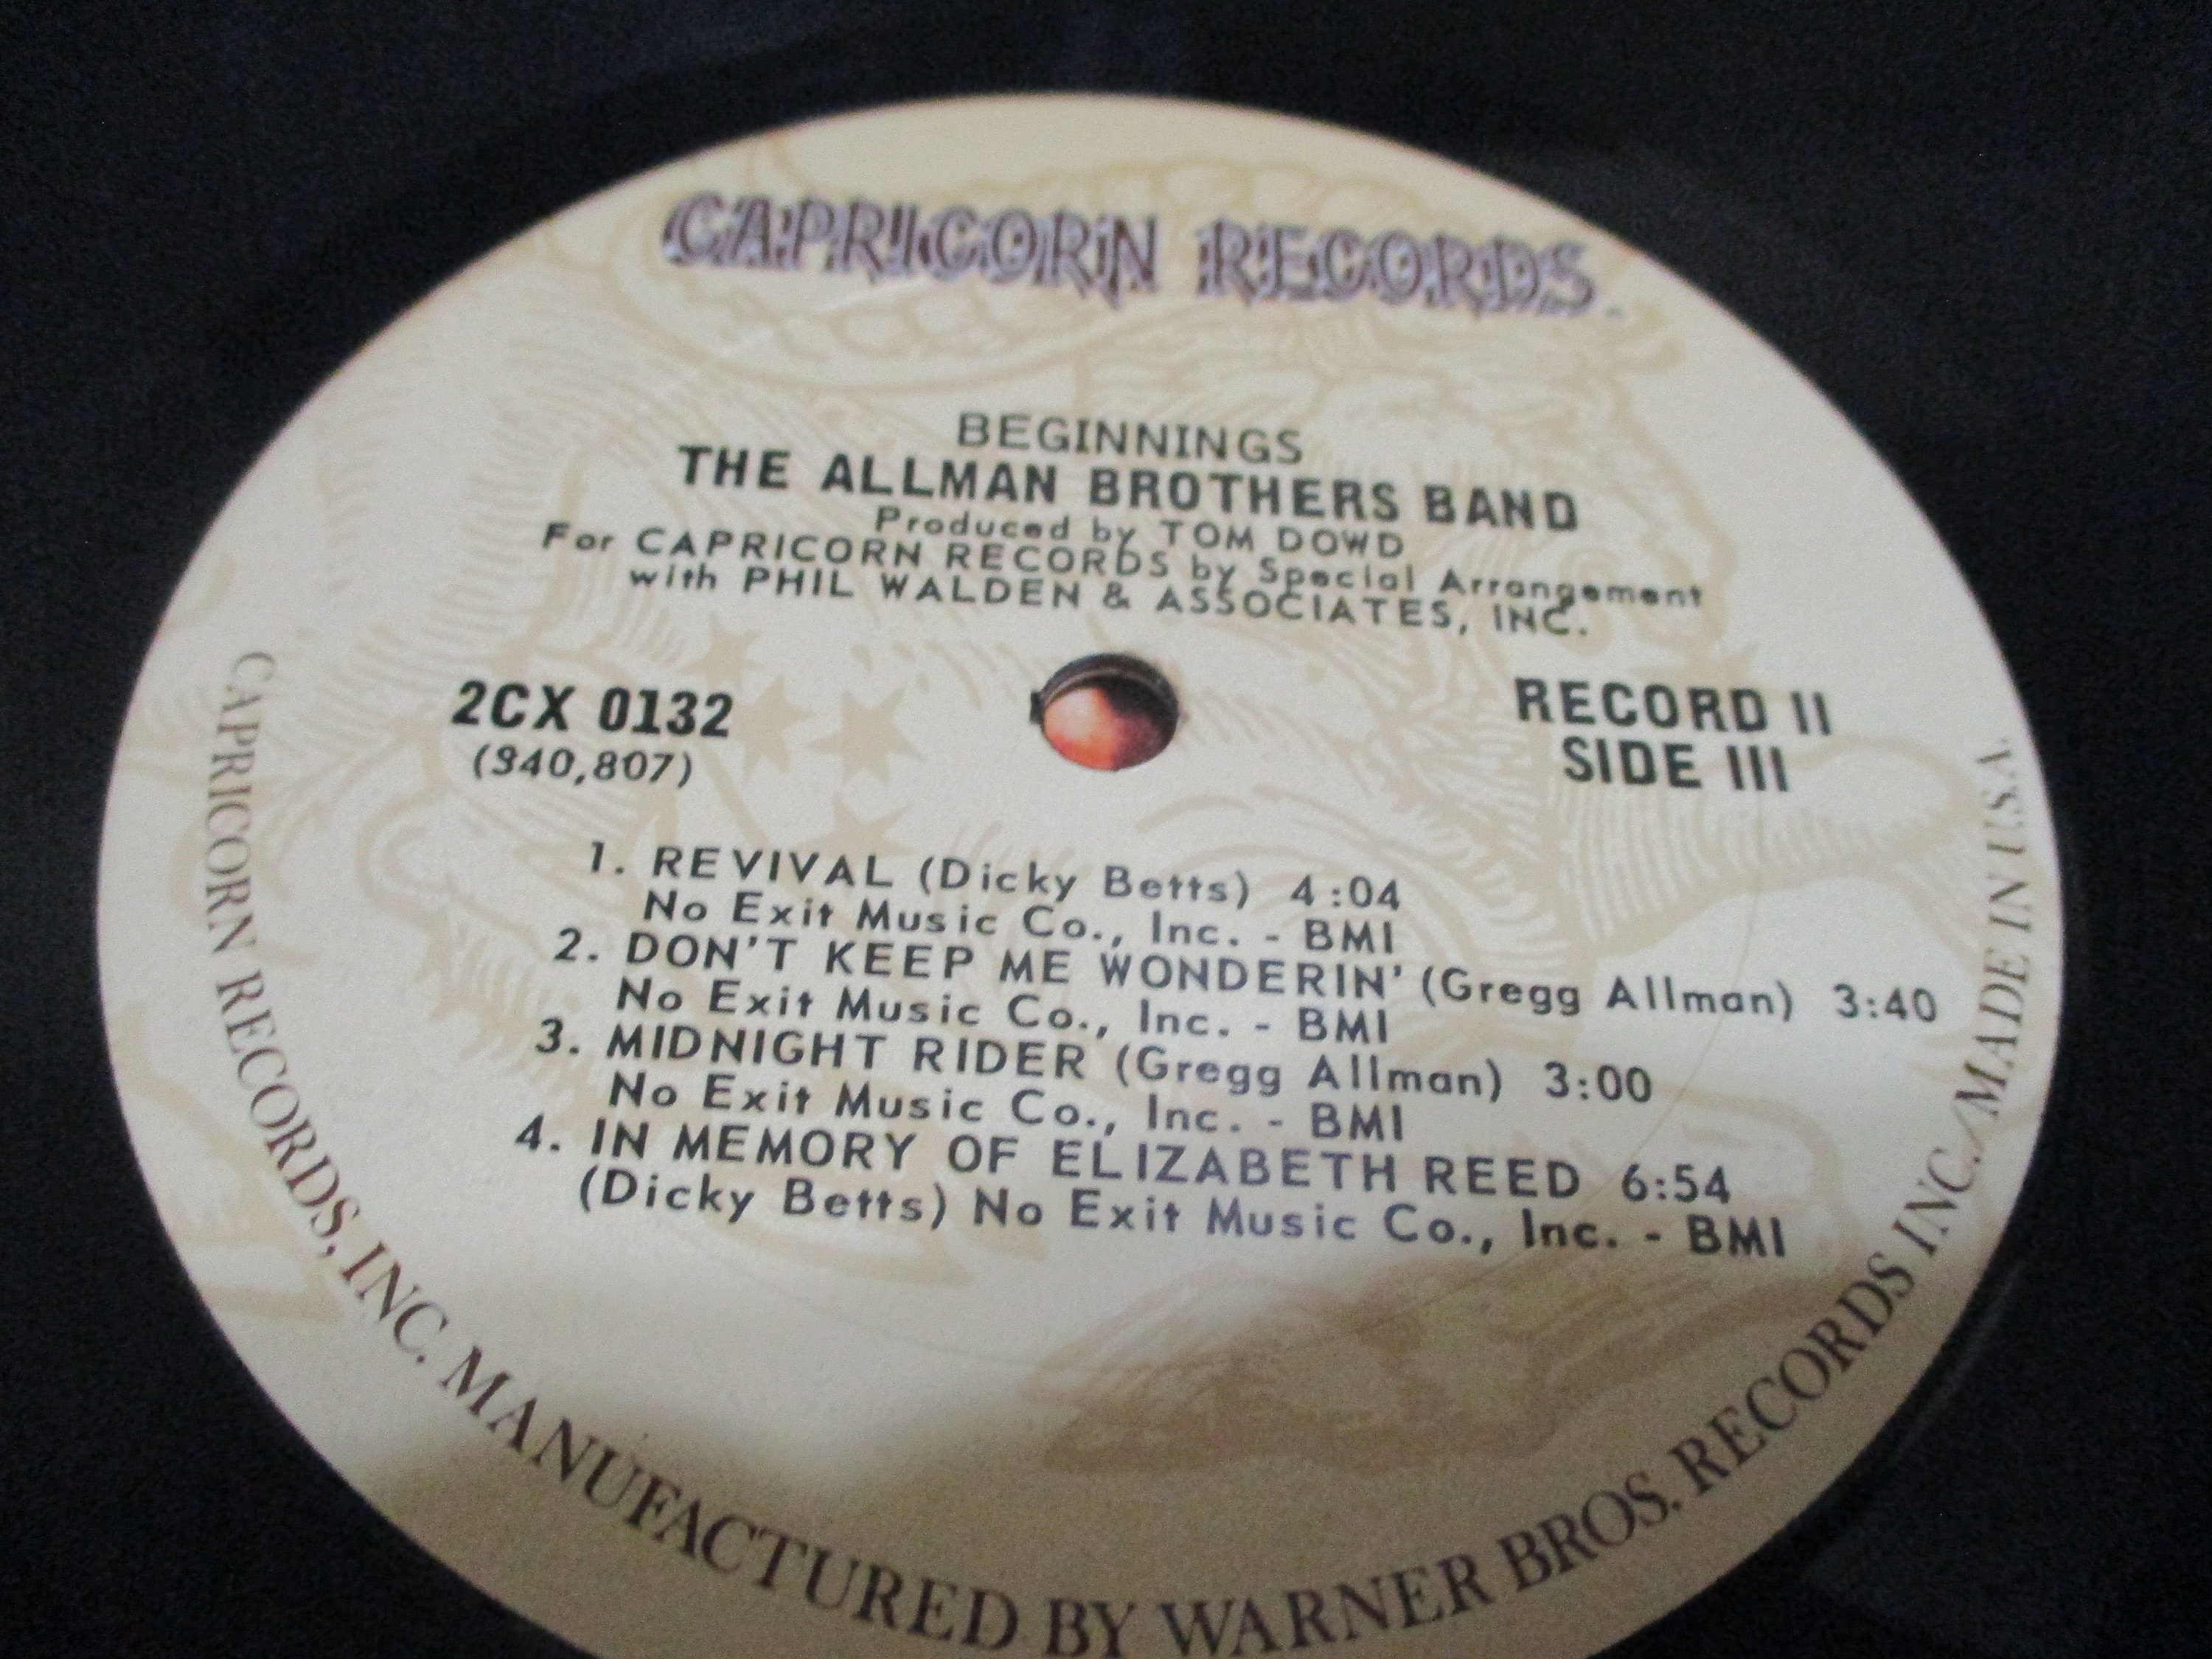 CAPRICORN RECORDS
BEGINNINGS
THE ALLMAN BROTHERS BAND
Produced by TOM DOWD
For CAPRICORN RECORDS by Special Arrangement
with PHIL WALDEN & ASSOCIATES, INC.
2CX 0132
(S40,807)
RECORD II
SIDE III
1. REVIVAL (Dicky Betts) 4:04
No Exit Music Co., Inc. - BMI
2. DON'T KEEP ME WONDERIN' (Gregg Allman) 3:40
No Exit Music Co., Inc. - BMI
3. MIDNIGHT RIDER (Gregg Allman) 3:00
No Exit Music Co., Inc. - BMI
4. IN MEMORY OF ELIZABETH REED 6:54
(Dicky Betts) No Exit Music Co., Inc. - BMI
CAPRICORN RECORDS, INC. MANUFACTURED BY WARNER BROS. RECORDS INC./MADE IN U.S.A.